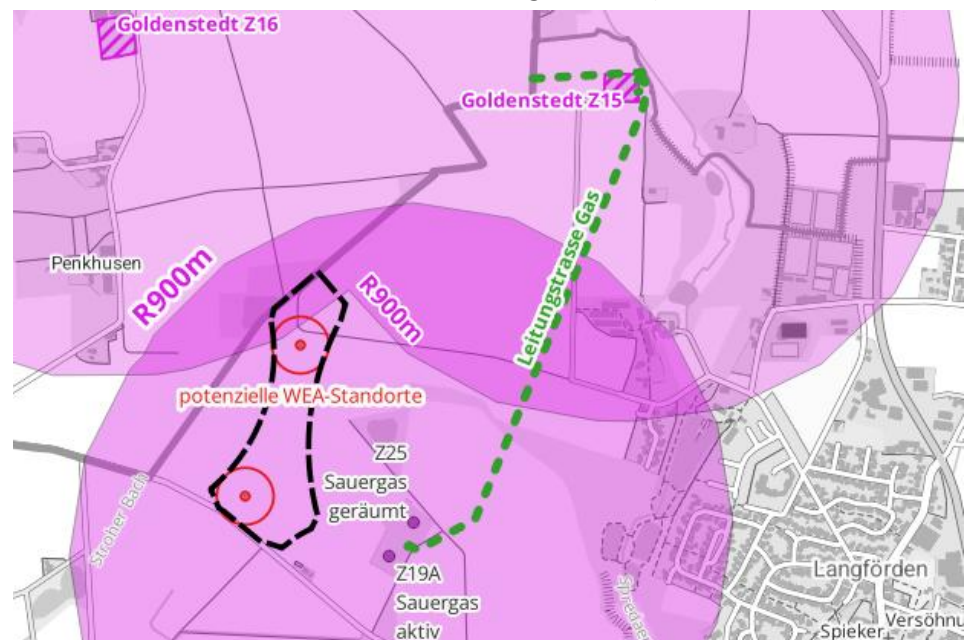 Goldenstedt Z16
Goldenstedt Z15
Leitungstrasse Gas
Penkhusen
R900m
R900m
potenzielle WEA-Standorte
Z25
Sauergas
geräumt
Stroher Bach
Z19A
Sauergas
aktiv
Langförden
Spieker